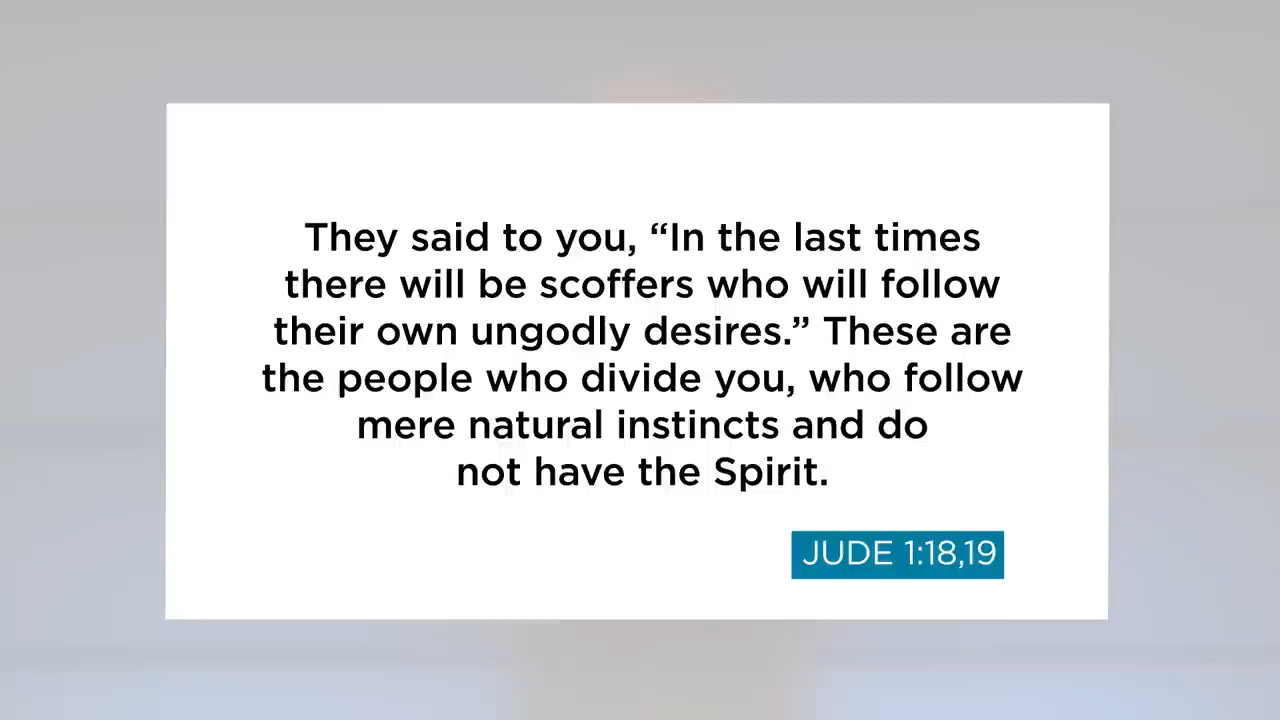 They said to you, “In the last times
there will be scoffers who will follow
their own ungodly desires.” These are
the people who divide you, who follow
mere natural instincts and do
not have the Spirit.
JUDE 1:18,19